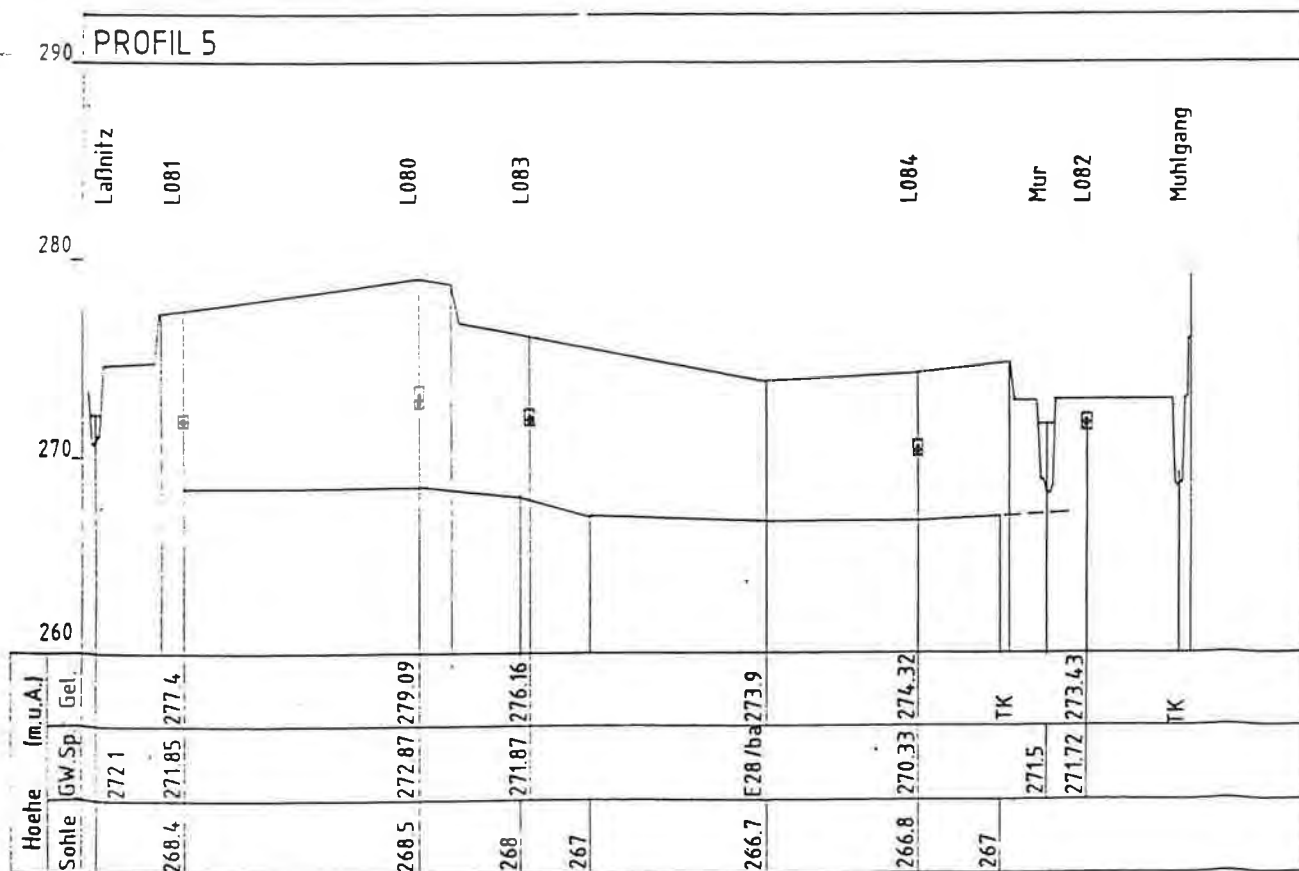 PROFIL 5
290
280
270
260
Laßnitz
L081
L080
L083
L084
Mur
L082
Muhlgang
Hoehe (m.u.A.)
Gel. 277.4 279.09 276.16 273.9 274.32 TK 273.43 TK
GW.Sp. 272 1 271.85 272.87 271.87 E28/ba 270.33 271.5 271.72
Sohle 268.4 268.5 268 267 266.7 266.8 267